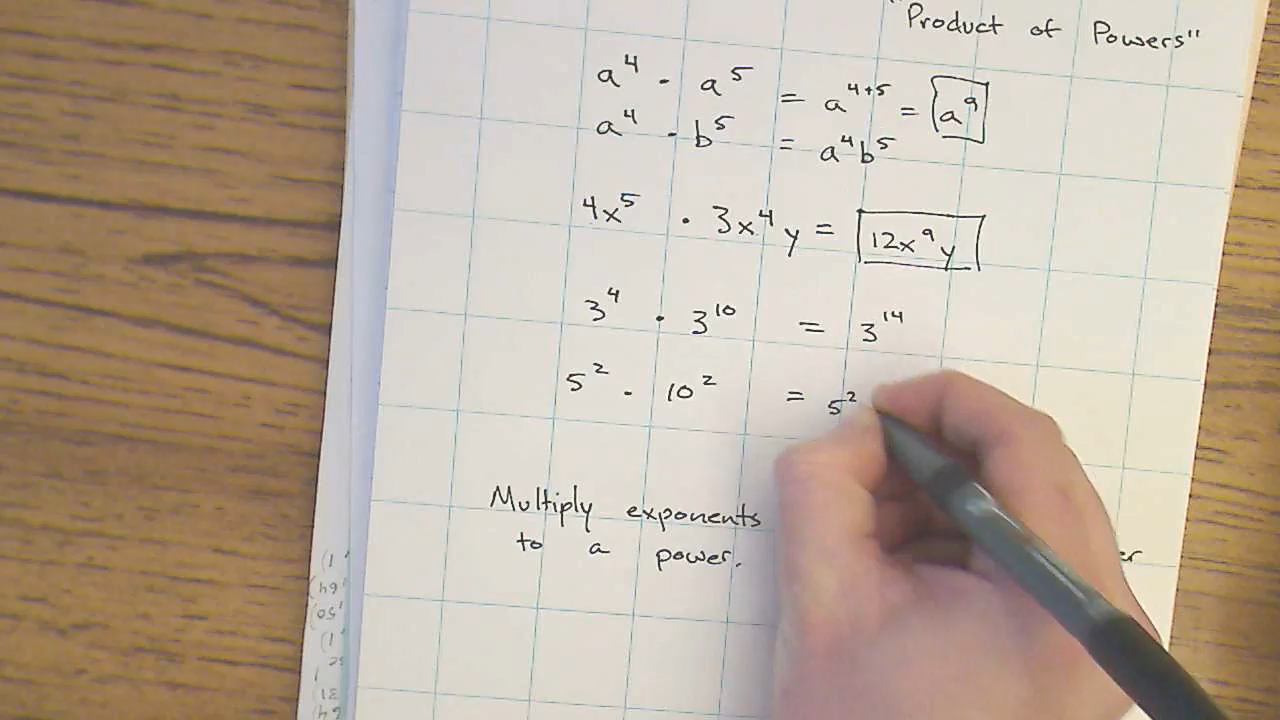 "Product of Powers"
a⁴ · a⁵ = a⁴⁺⁵ = a⁹
a⁴ · b⁵ = a⁴b⁵
4x⁵ · 3x⁴y = 12x⁹y
3⁴ · 3¹⁰ = 3¹⁴
5² · 10² = 5²
Multiply exponents
to a power.